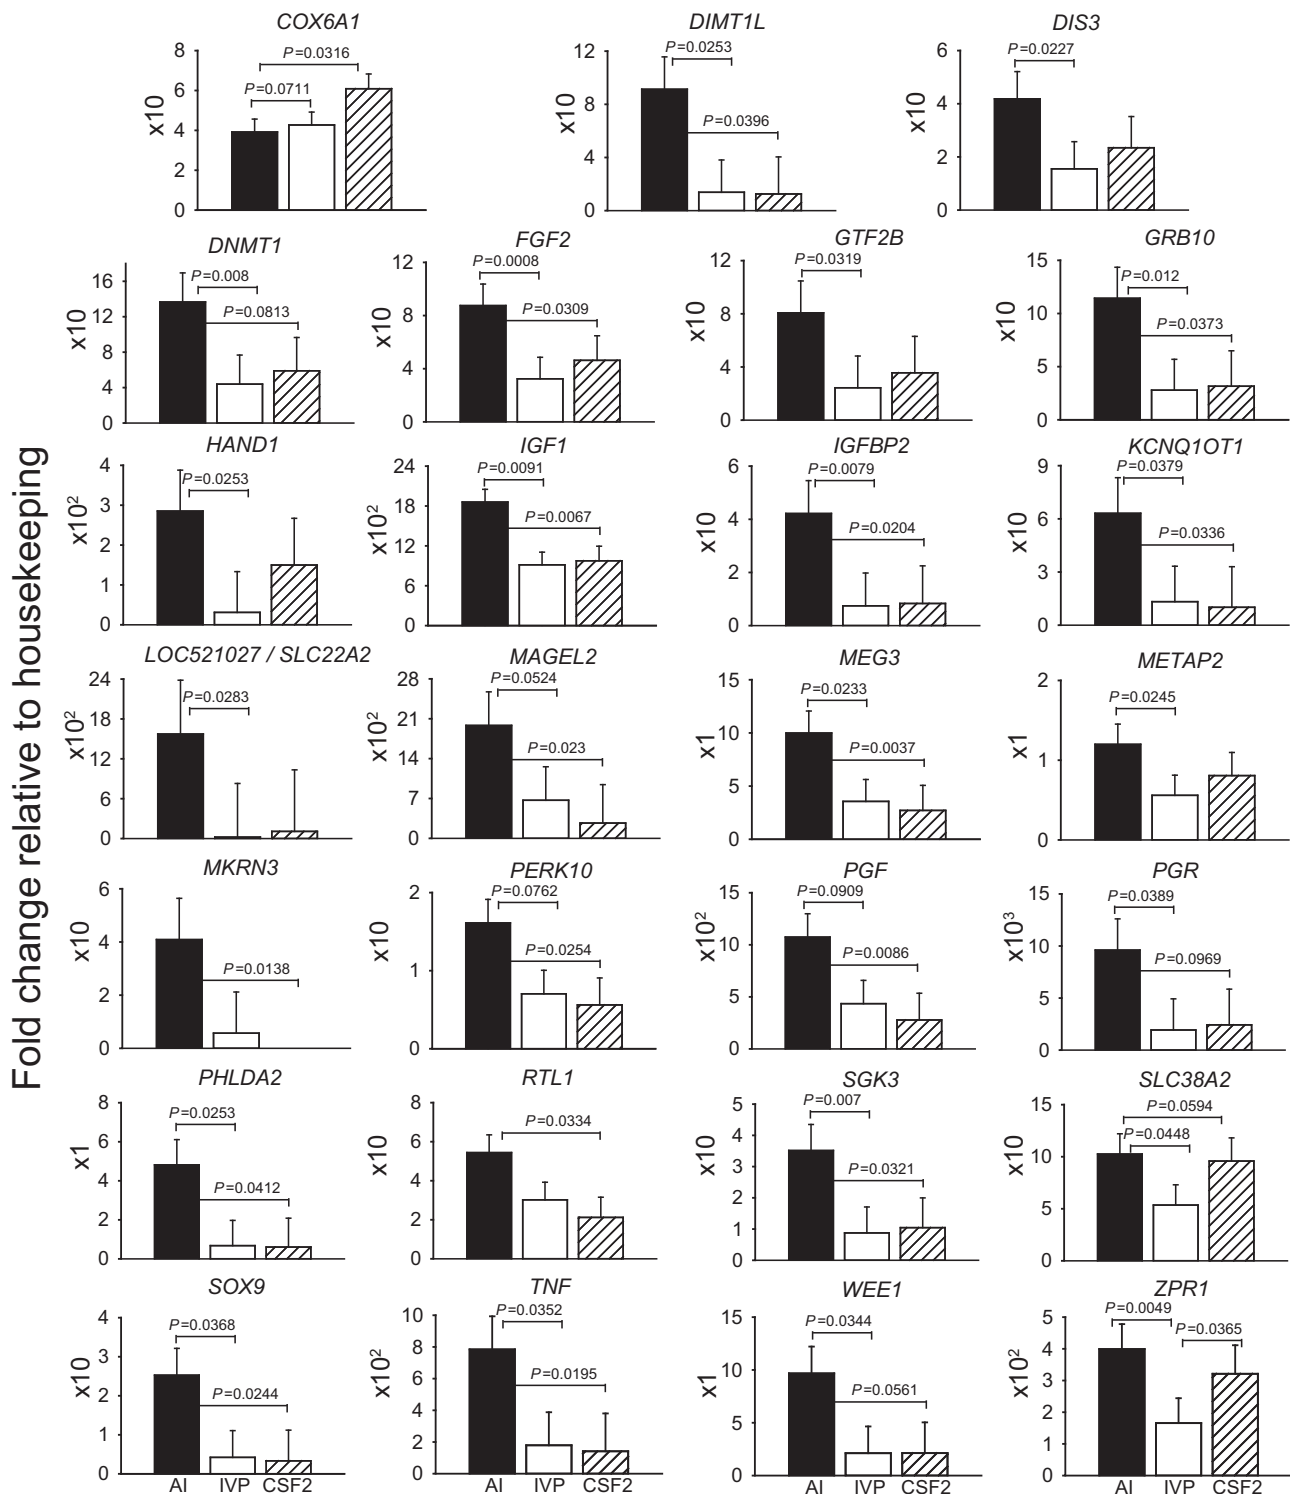 Fold change relative to housekeeping
COX6A1
8
6
4
2
0
x10
P=0.0316
P=0.0711
DIMT1L
12
8
4
0
x10
P=0.0253
P=0.0396
DIS3
6
4
2
0
x10
P=0.0227
DNMT1
16
12
8
4
0
x10
P=0.008
P=0.0813
FGF2
12
8
4
0
x10
P=0.0008
P=0.0309
GTF2B
12
8
4
0
x10
P=0.0319
GRB10
15
10
5
0
x10
P=0.012
P=0.0373
HAND1
4
3
2
1
0
x10²
P=0.0253
IGF1
24
18
12
6
0
x10²
P=0.0091
P=0.0067
IGFBP2
6
4
2
0
x10
P=0.0079
P=0.0204
KCNQ1OT1
9
6
3
0
x10
P=0.0379
P=0.0336
LOC521027 / SLC22A2
24
18
12
6
0
x10²
P=0.0283
MAGEL2
28
21
14
7
0
x10²
P=0.0524
P=0.023
MEG3
15
10
5
0
x1
P=0.0233
P=0.0037
METAP2
2
1
0
x1
P=0.0245
MKRN3
6
4
2
0
x10
P=0.0138
PERK10
2
1
0
x10
P=0.0762
P=0.0254
PGF
15
10
5
0
x10²
P=0.0909
P=0.0086
PGR
15
10
5
0
x10³
P=0.0389
P=0.0969
PHLDA2
8
6
4
2
0
x1
P=0.0253
P=0.0412
RTL1
8
6
4
2
0
x10
P=0.0334
SGK3
5
4
3
2
1
0
x10
P=0.007
P=0.0321
SLC38A2
15
10
5
0
x10
P=0.0594
P=0.0448
SOX9
4
3
2
1
0
x10
P=0.0368
P=0.0244
AI IVP CSF2
TNF
10
8
6
4
2
0
x10²
P=0.0352
P=0.0195
AI IVP CSF2
WEE1
15
10
5
0
x1
P=0.0344
P=0.0561
AI IVP CSF2
ZPR1
5
4
3
2
1
0
x10²
P=0.0049
P=0.0365
AI IVP CSF2